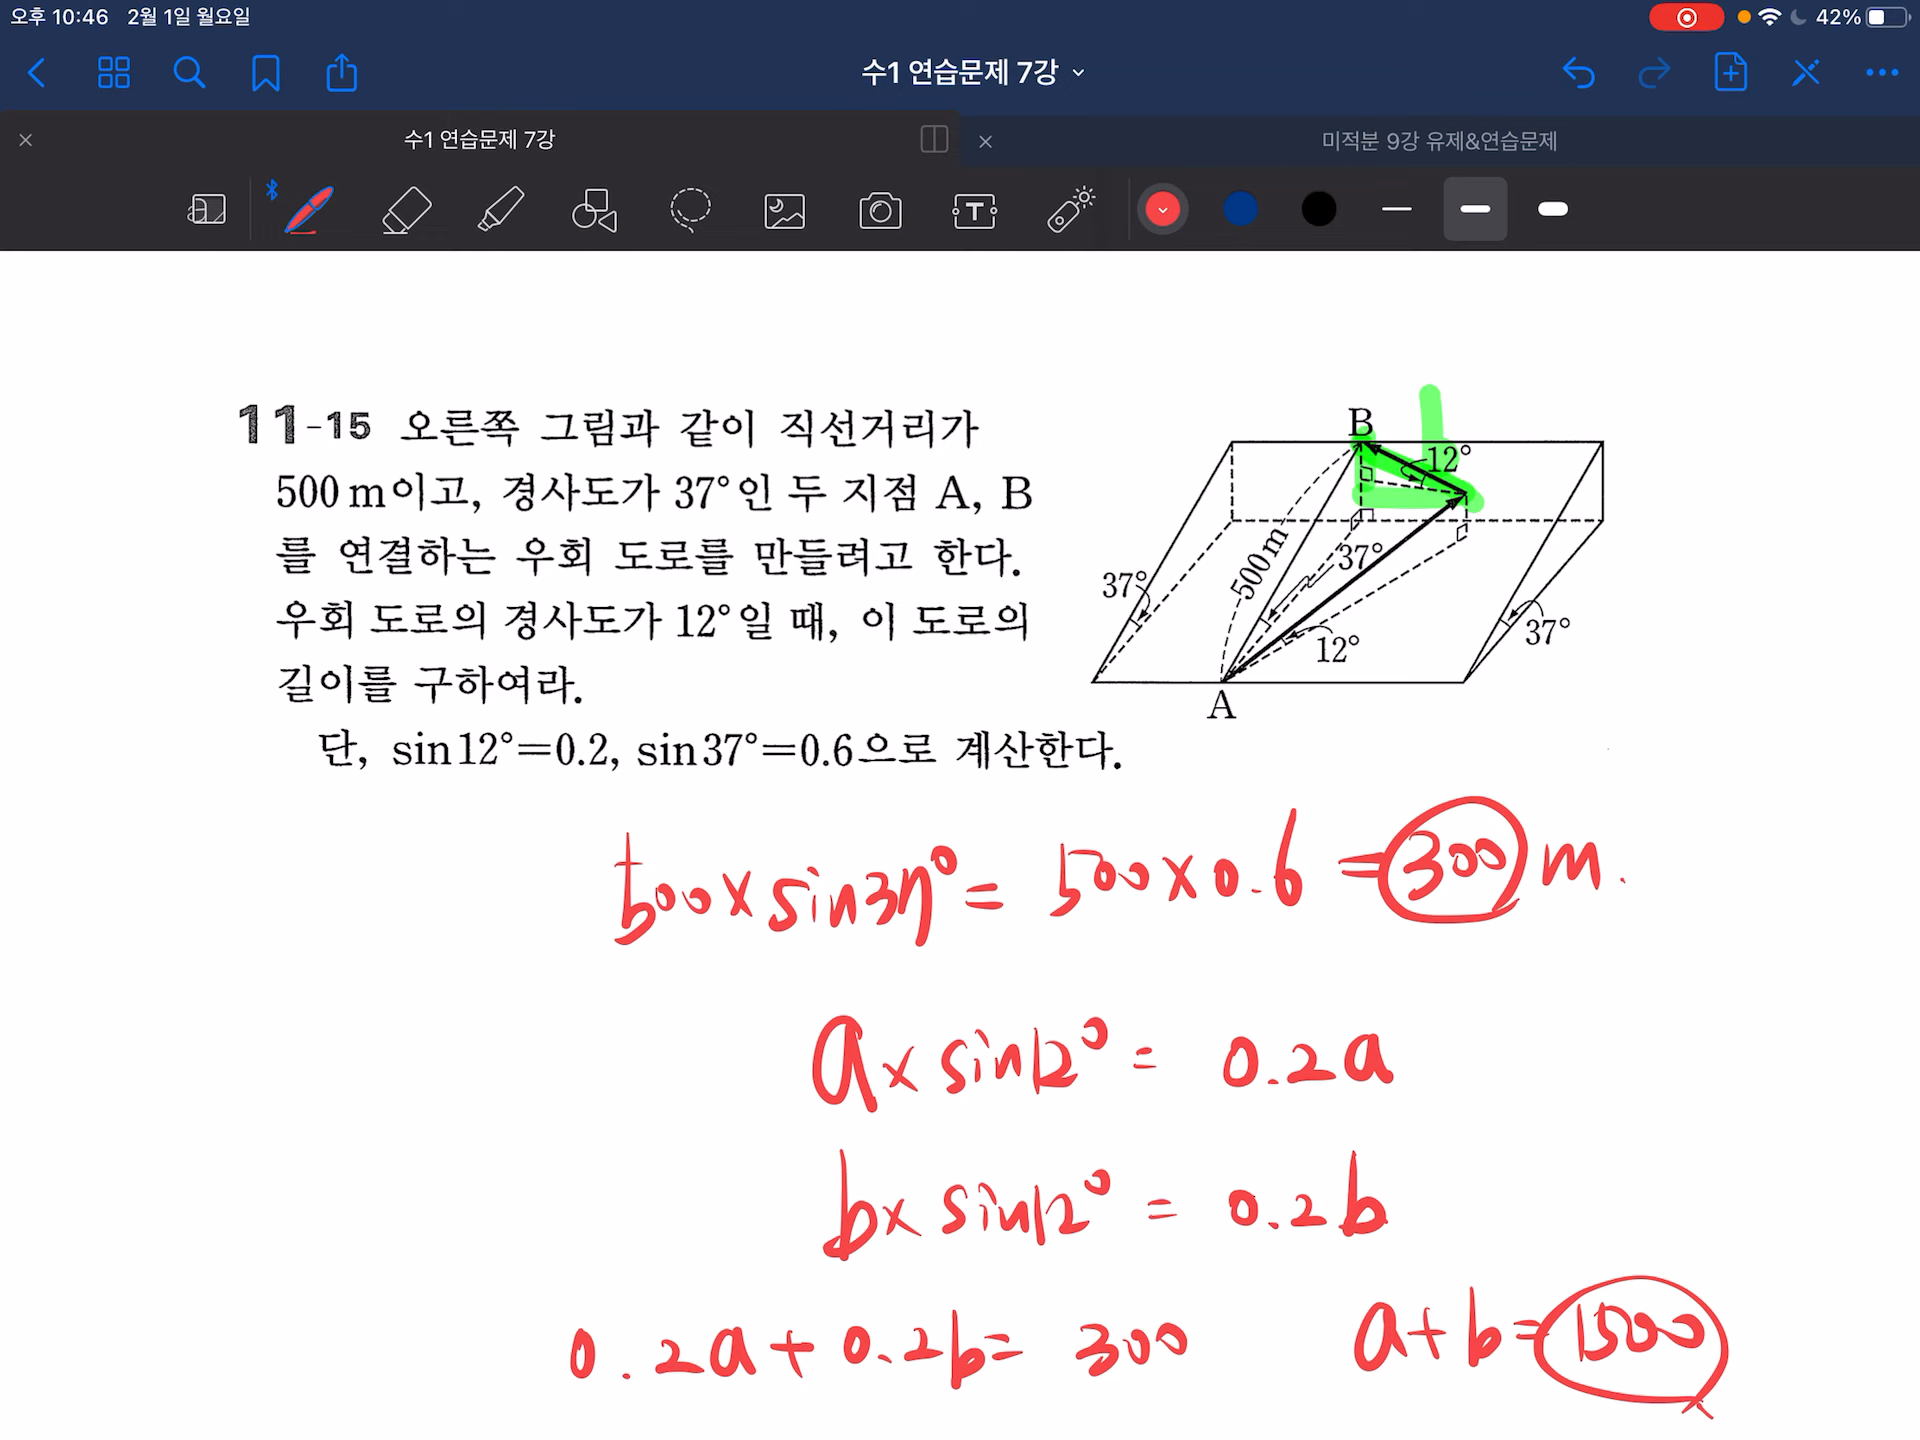 오후 10:46 2월 1일 월요일
42%
수1 연습문제 7강
수1 연습문제 7강
미적분 9강 유제&연습문제
T
11-15 오른쪽 그림과 같이 직선거리가
500 m이고, 경사도가 37°인 두 지점 A, B
를 연결하는 우회 도로를 만들려고 한다.
우회 도로의 경사도가 12°일 때, 이 도로의
길이를 구하여라.
단, sin12°=0.2, sin37°=0.6으로 계산한다.
B
12°
500m
37°
37°
12°
37°
A
500×sin37°= 500×0.6 =300 m.
a× sin12° = 0.2a
b× sin12° = 0.2b
0.2a+0.2b= 300
a+b=1500